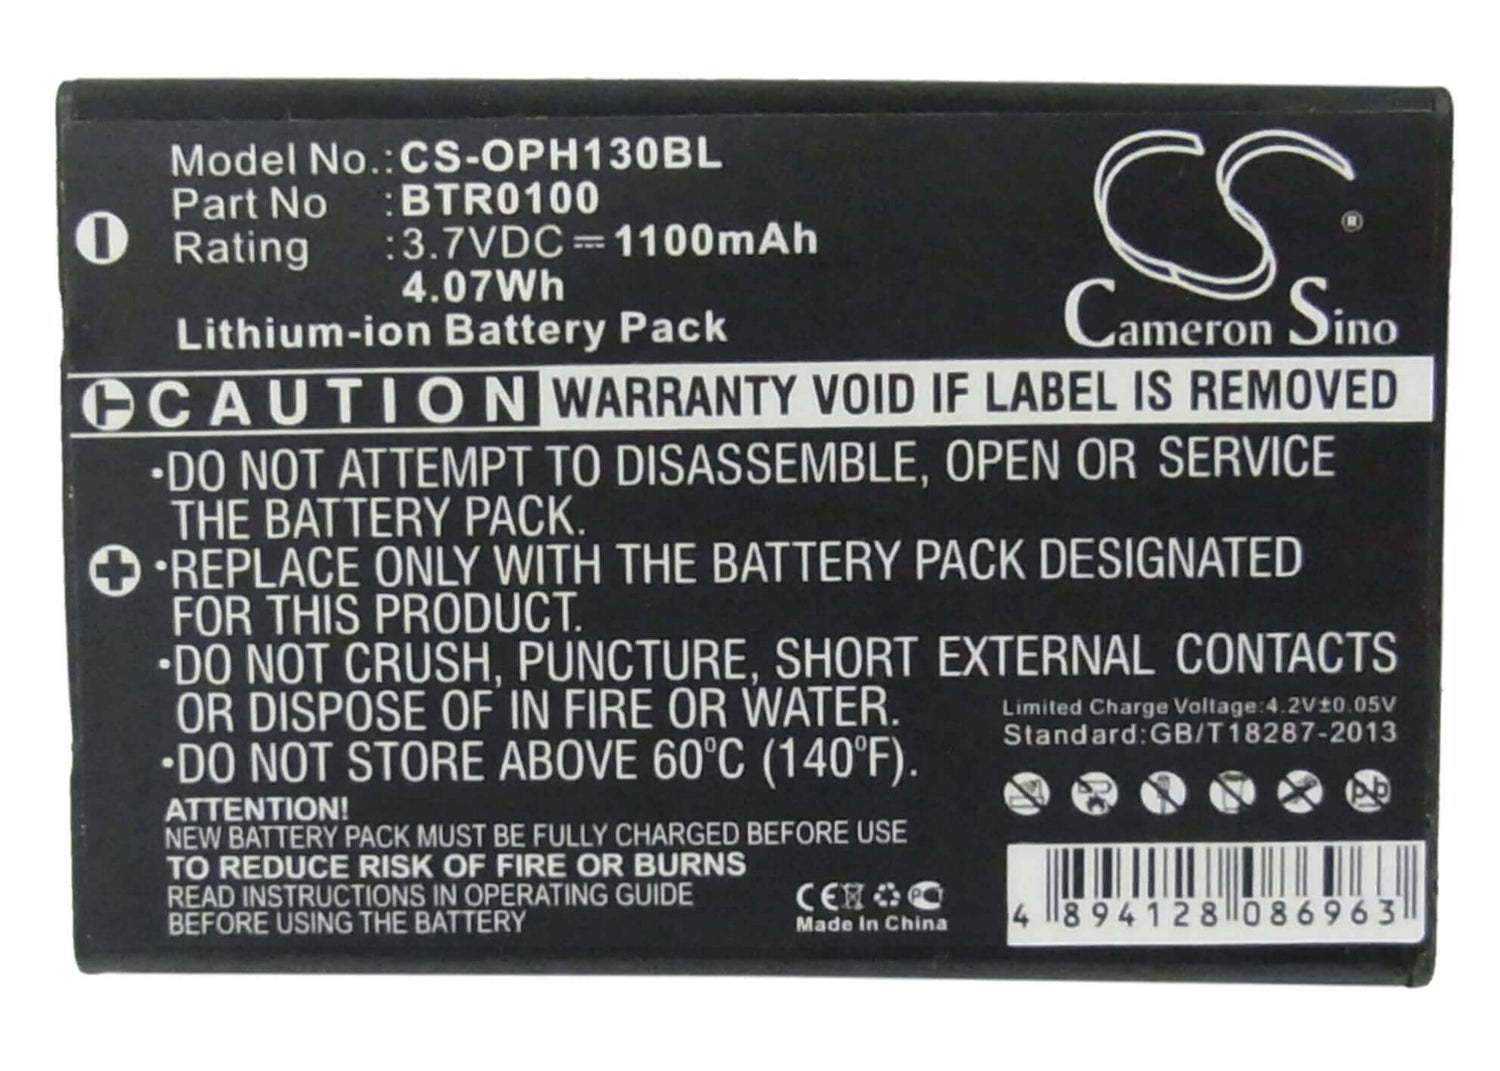 Model No.:CS-OPH130BL
Part No :BTR0100
Rating :3.7VDC⎓1100mAh
4.07Wh
Lithium-ion Battery Pack
CS ®
Cameron Sino
CAUTION WARRANTY VOID IF LABEL IS REMOVED
•DO NOT ATTEMPT TO DISASSEMBLE, OPEN OR SERVICE
THE BATTERY PACK.
•REPLACE ONLY WITH THE BATTERY PACK DESIGNATED
FOR THIS PRODUCT.
•DO NOT CRUSH, PUNCTURE, SHORT EXTERNAL CONTACTS
OR DISPOSE OF IN FIRE OR WATER.
•DO NOT STORE ABOVE 60°C (140°F).
Limited Charge Voltage:4.2V±0.05V
Standard:GB/T18287-2013
ATTENTION!
NEW BATTERY PACK MUST BE FULLY CHARGED BEFORE USE
TO REDUCE RISK OF FIRE OR BURNS
READ INSTRUCTIONS IN OPERATING GUIDE
BEFORE USING THE BATTERY
CE
Made In China
Pb
4 894128 086963